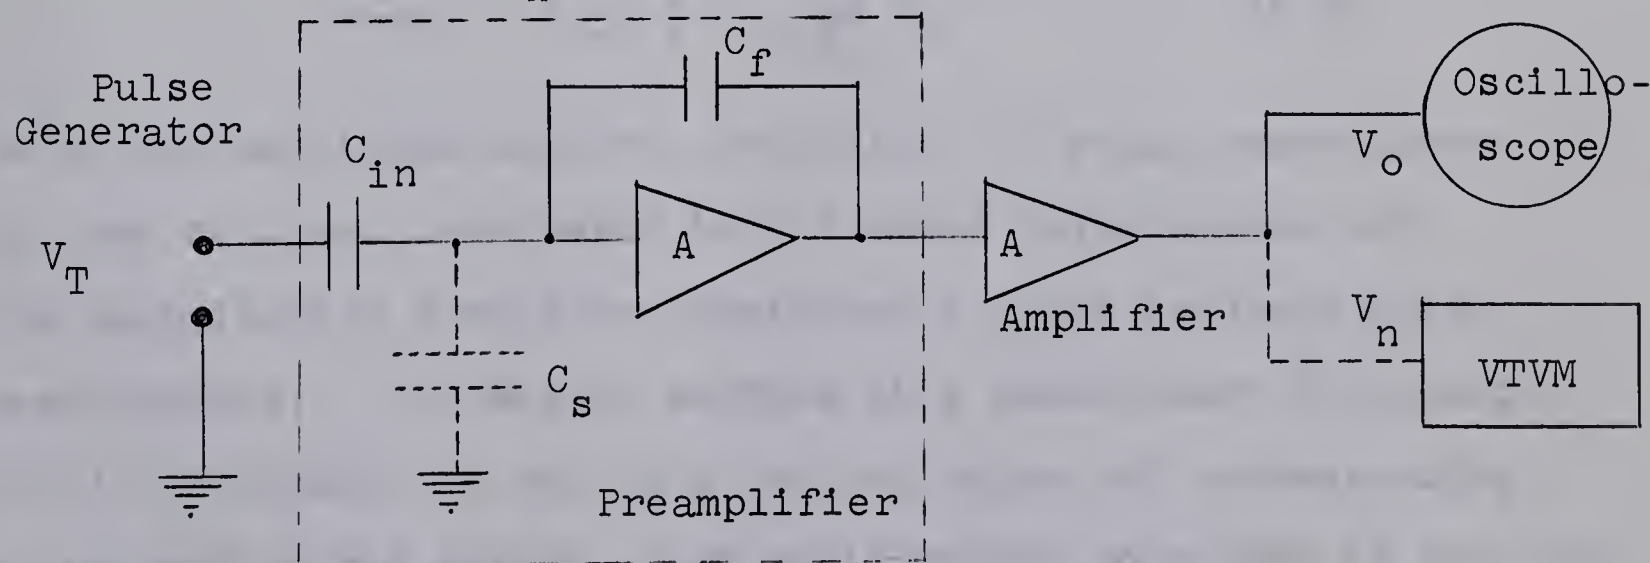 Pulse
Generator
V_T
C_in
C_f
A
C_s
Preamplifier
A
Amplifier
V_o
Oscillo-
scope
V_n
VTVM